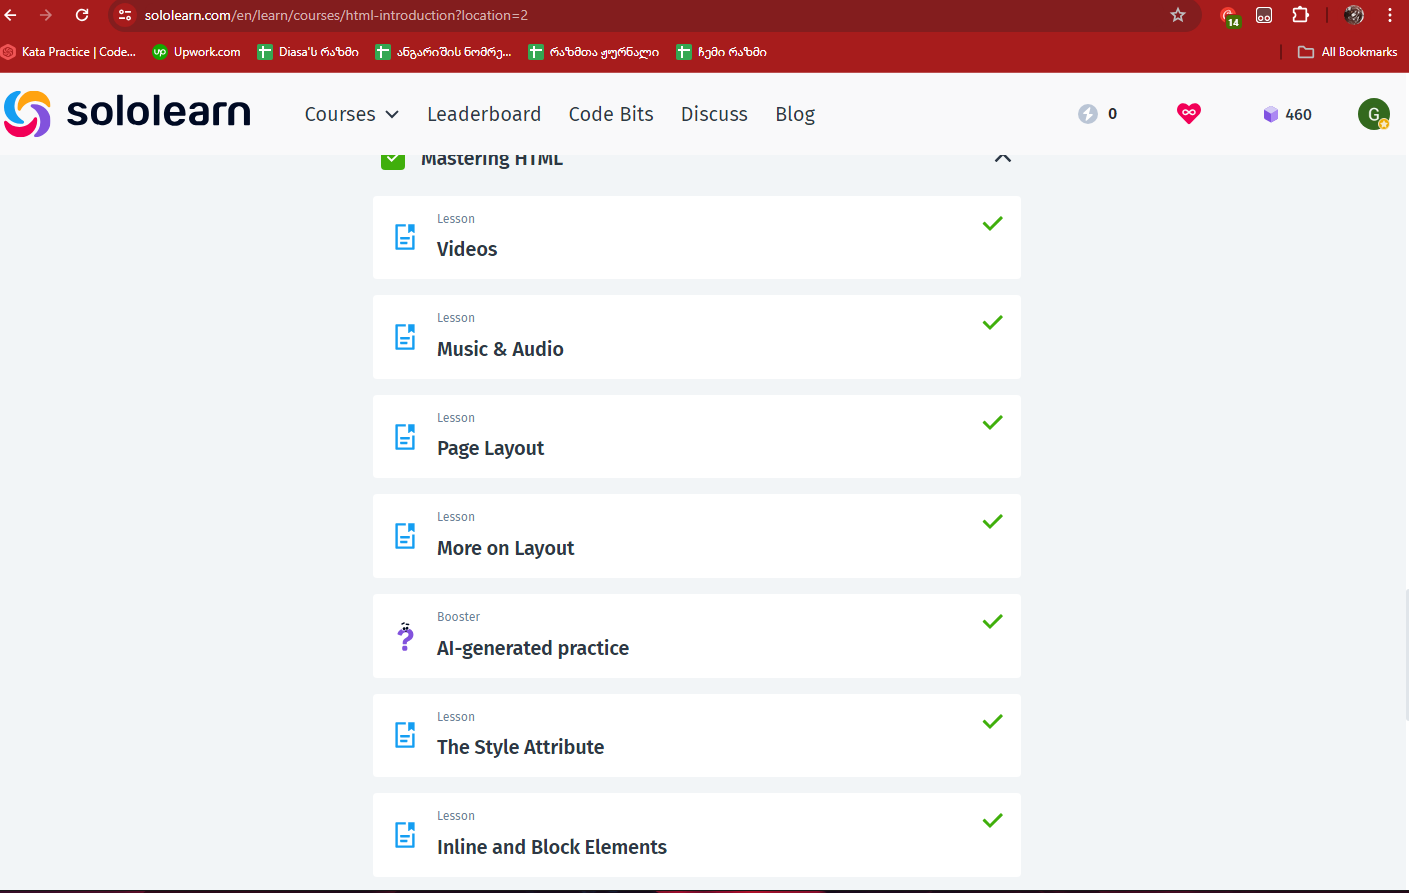 sololearn.com/en/learn/courses/html-introduction?location=2
14
Kata Practice | Code...
up
Upwork.com
Diasa'ს რაზმი
ანგარიშის ნომრე...
რაზმთა ჟურნალი
ჩემი რაზმი
All Bookmarks
sololearn
Courses
Leaderboard
Code Bits
Discuss
Blog
0
460
G
Mastering HTML
Lesson
Videos
Lesson
Music & Audio
Lesson
Page Layout
Lesson
More on Layout
Booster
AI-generated practice
Lesson
The Style Attribute
Lesson
Inline and Block Elements